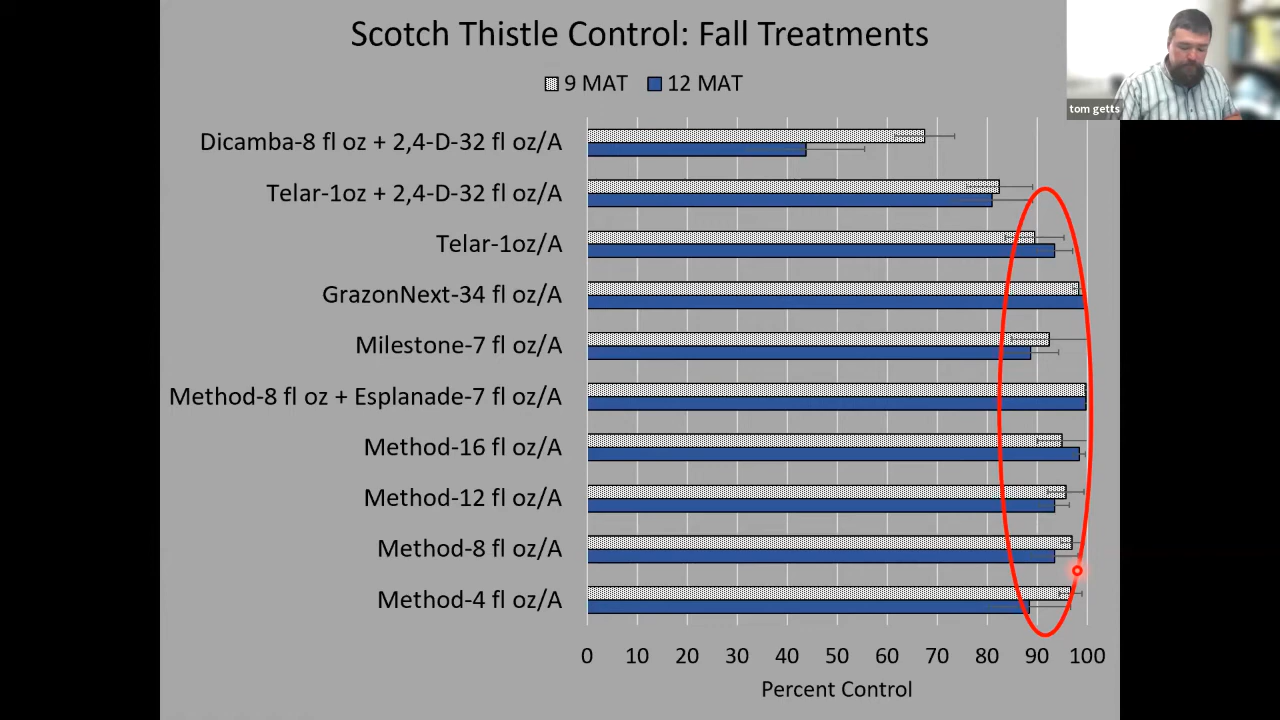 Scotch Thistle Control: Fall Treatments
9 MAT 12 MAT
tom getts
Dicamba-8 fl oz + 2,4-D-32 fl oz/A
Telar-1oz + 2,4-D-32 fl oz/A
Telar-1oz/A
GrazonNext-34 fl oz/A
Milestone-7 fl oz/A
Method-8 fl oz + Esplanade-7 fl oz/A
Method-16 fl oz/A
Method-12 fl oz/A
Method-8 fl oz/A
Method-4 fl oz/A
0 10 20 30 40 50 60 70 80 90 100
Percent Control